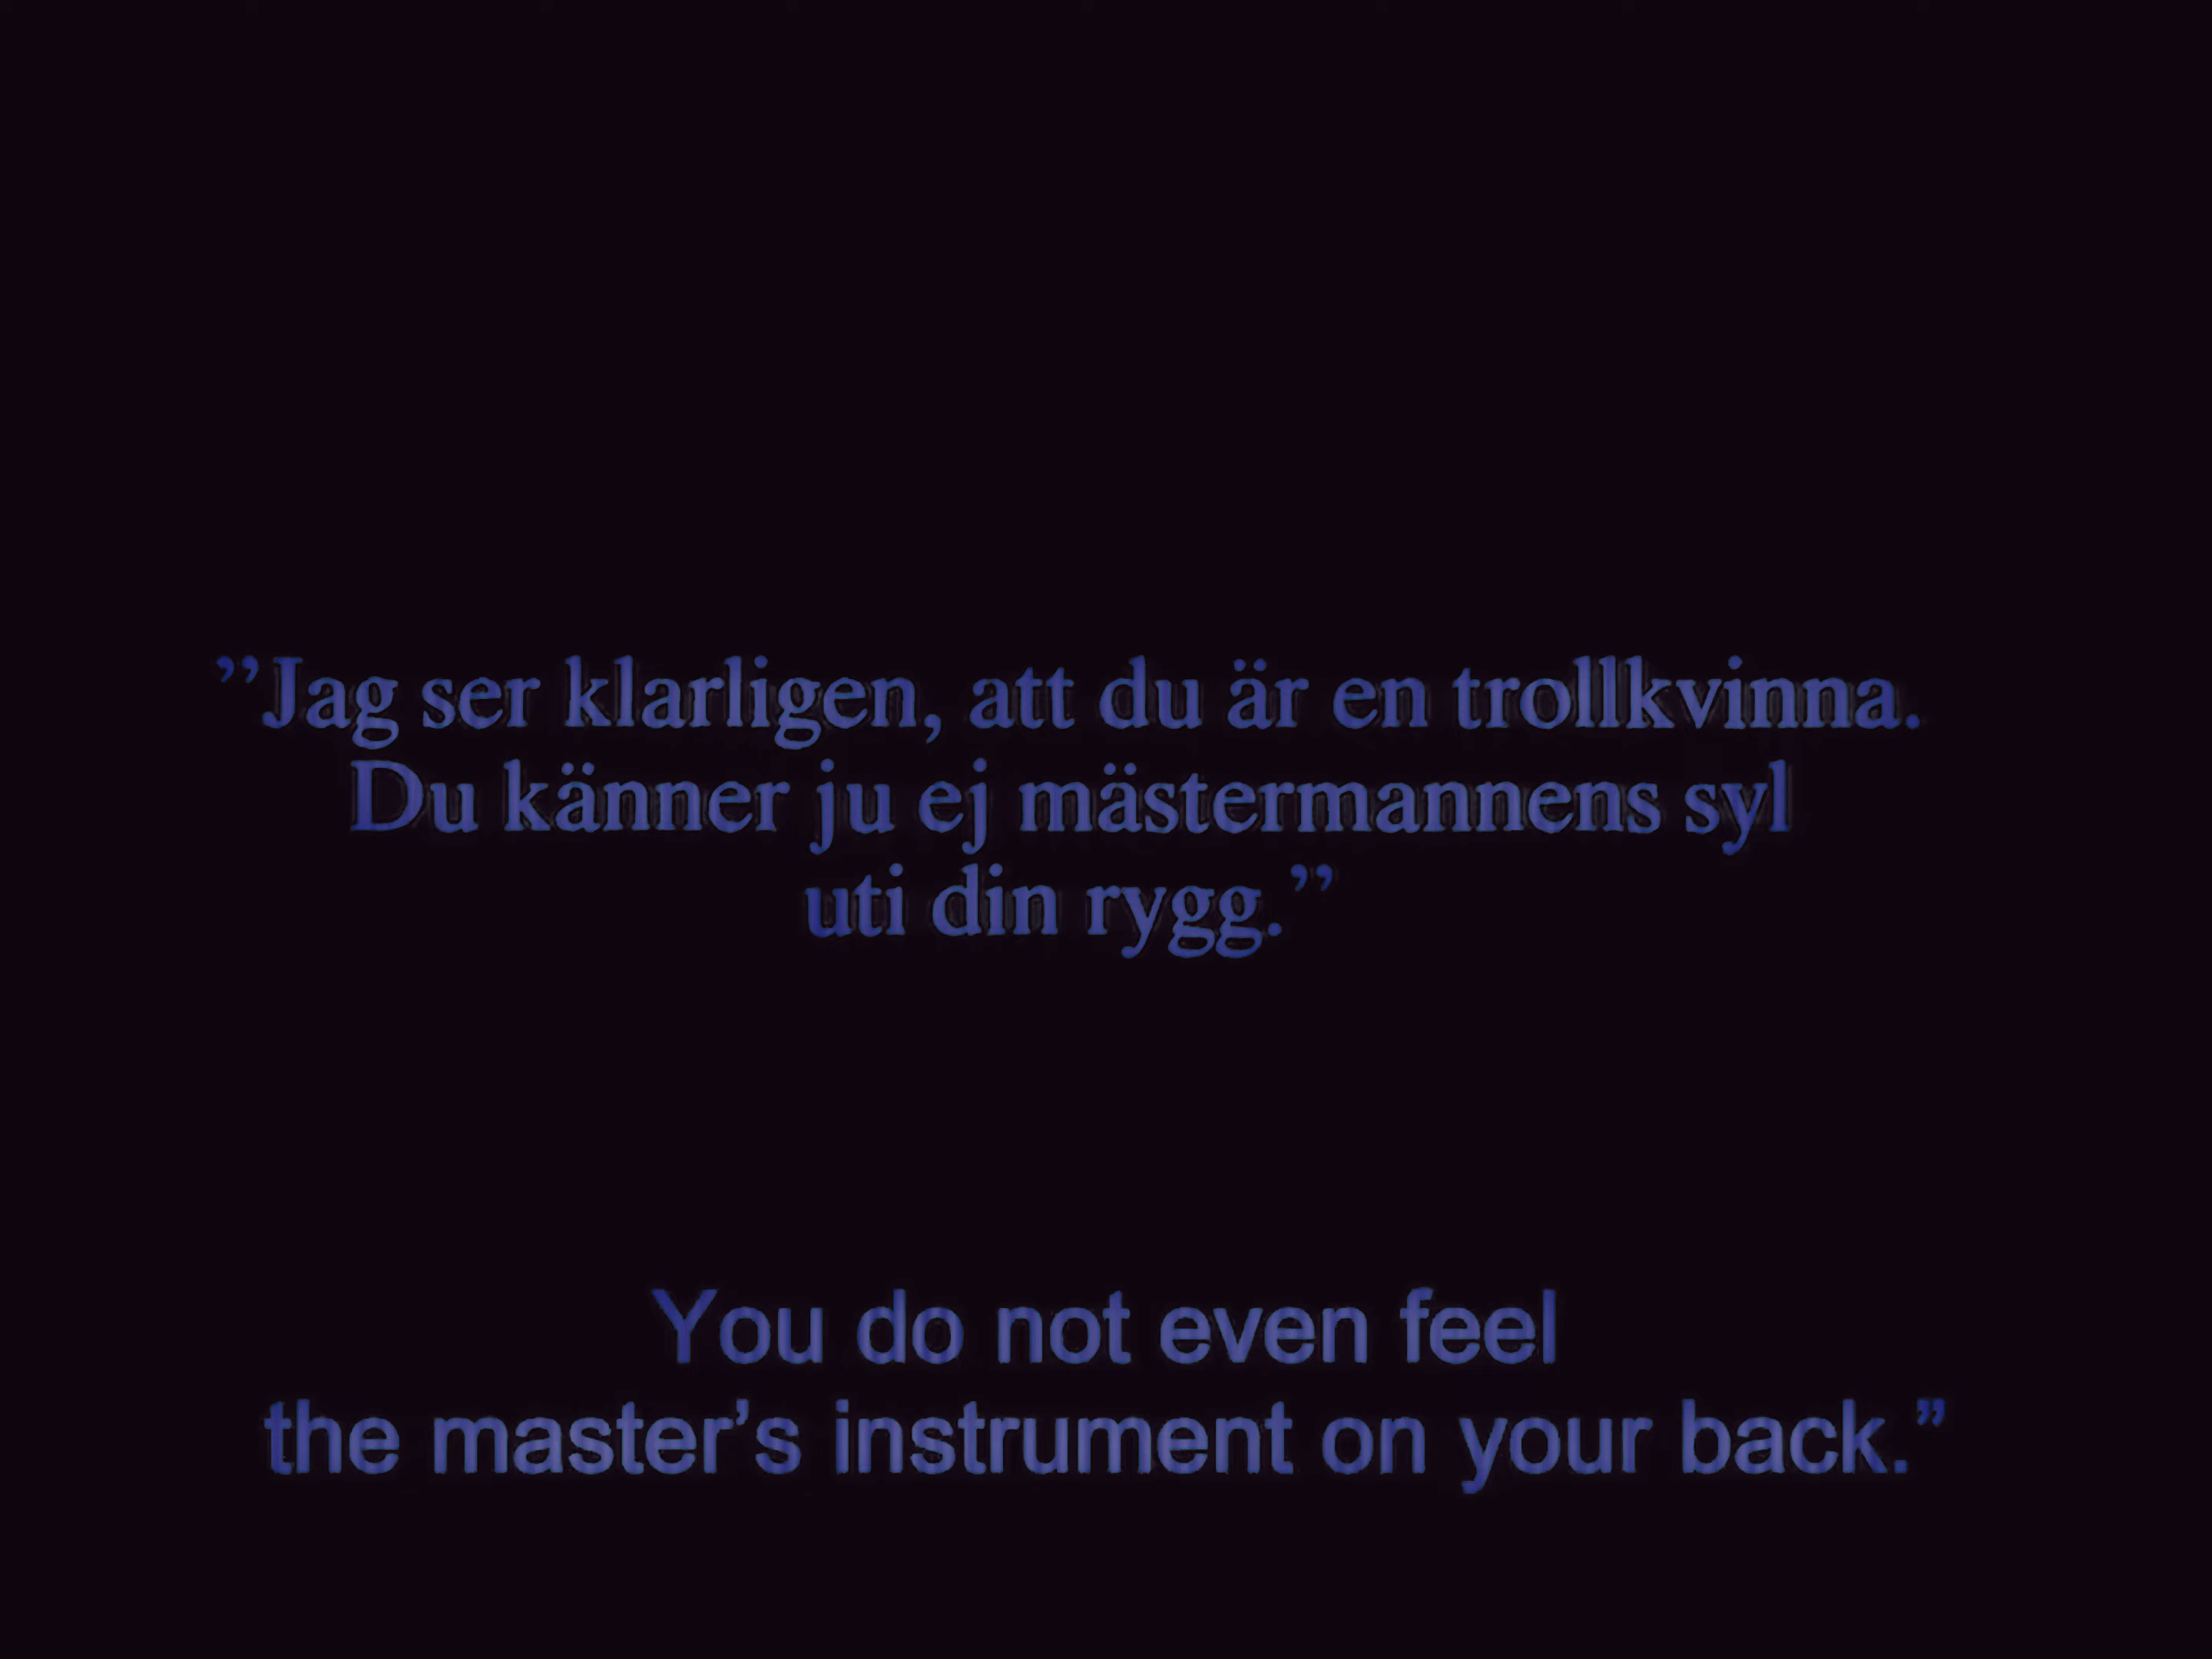 ”Jag ser klarligen, att du är en trollkvinna.
Du känner ju ej mästermannens syl
uti din rygg.”
You do not even feel
the master’s instrument on your back.”